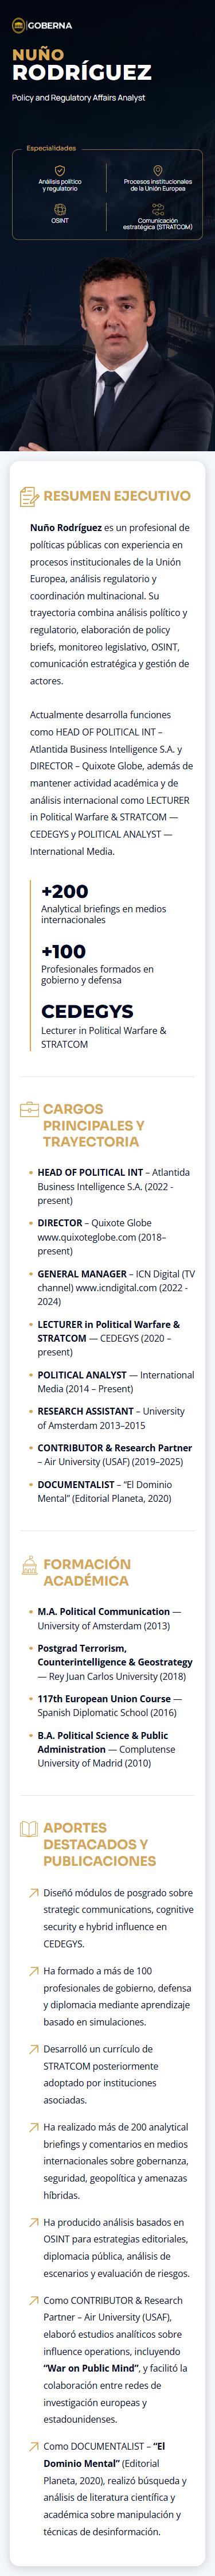 GOBERNA
NUÑO
RODRÍGUEZ
Policy and Regulatory Affairs Analyst
Especialidades
Análisis político
y regulatorio
Procesos institucionales
de la Unión Europea
OSINT
Comunicación
estratégica (STRATCOM)
RESUMEN EJECUTIVO
Nuño Rodríguez es un profesional de
políticas públicas con experiencia en
procesos institucionales de la Unión
Europea, análisis regulatorio y
coordinación multinacional. Su
trayectoria combina análisis político y
regulatorio, elaboración de policy
briefs, monitoreo legislativo, OSINT,
comunicación estratégica y gestión de
actores.
Actualmente desarrolla funciones
como HEAD OF POLITICAL INT –
Atlantida Business Intelligence S.A. y
DIRECTOR – Quixote Globe, además de
mantener actividad académica y de
análisis internacional como LECTURER
in Political Warfare & STRATCOM —
CEDEGYS y POLITICAL ANALYST —
International Media.
+200
Analytical briefings en medios
internacionales
+100
Profesionales formados en
gobierno y defensa
CEDEGYS
Lecturer in Political Warfare &
STRATCOM
CARGOS
PRINCIPALES Y
TRAYECTORIA
HEAD OF POLITICAL INT – Atlantida
Business Intelligence S.A. (2022 -
present)
DIRECTOR – Quixote Globe
www.quixoteglobe.com (2018–
present)
GENERAL MANAGER – ICN Digital (TV
channel) www.icndigital.com (2022 -
2024)
LECTURER in Political Warfare &
STRATCOM — CEDEGYS (2020 –
present)
POLITICAL ANALYST — International
Media (2014 – Present)
RESEARCH ASSISTANT – University
of Amsterdam 2013–2015
CONTRIBUTOR & Research Partner
– Air University (USAF) (2019–2025)
DOCUMENTALIST – “El Dominio
Mental” (Editorial Planeta, 2020)
FORMACIÓN
ACADÉMICA
M.A. Political Communication —
University of Amsterdam (2013)
Postgrad Terrorism,
Counterintelligence & Geostrategy
— Rey Juan Carlos University (2018)
117th European Union Course —
Spanish Diplomatic School (2016)
B.A. Political Science & Public
Administration — Complutense
University of Madrid (2010)
APORTES
DESTACADOS Y
PUBLICACIONES
Diseñó módulos de posgrado sobre
strategic communications, cognitive
security e hybrid influence en
CEDEGYS.
Ha formado a más de 100
profesionales de gobierno, defensa
y diplomacia mediante aprendizaje
basado en simulaciones.
Desarrolló un currículo de
STRATCOM posteriormente
adoptado por instituciones
asociadas.
Ha realizado más de 200 analytical
briefings y comentarios en medios
internacionales sobre gobernanza,
seguridad, geopolítica y amenazas
híbridas.
Ha producido análisis basados en
OSINT para estrategias editoriales,
diplomacia pública, análisis de
escenarios y evaluación de riesgos.
Como CONTRIBUTOR & Research
Partner – Air University (USAF),
elaboró estudios analíticos sobre
influence operations, incluyendo
“War on Public Mind”, y facilitó la
colaboración entre redes de
investigación europeas y
estadounidenses.
Como DOCUMENTALIST – “El
Dominio Mental” (Editorial
Planeta, 2020), realizó búsqueda y
análisis de literatura científica y
académica sobre manipulación y
técnicas de desinformación.